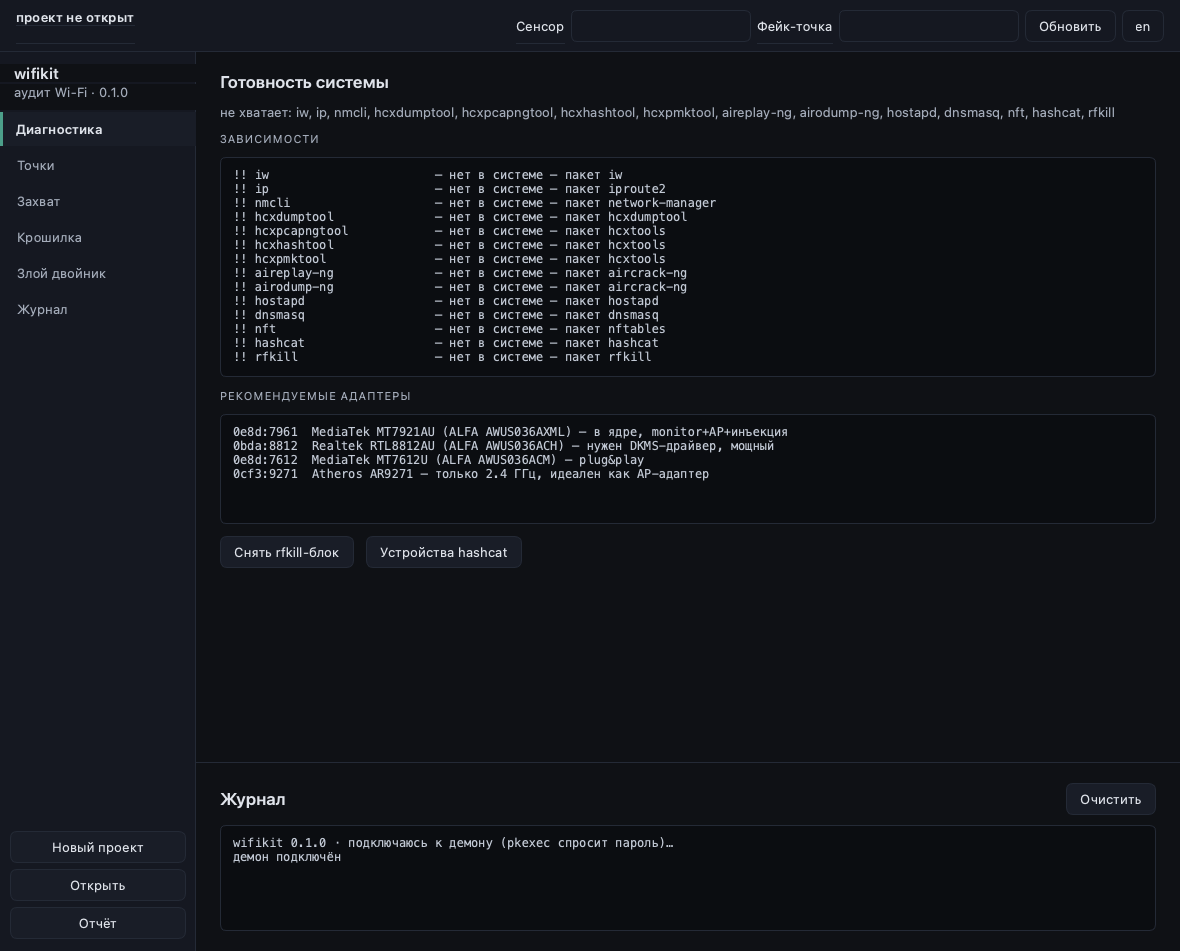 проект не открыт
Сенсор
Фейк-точка
Обновить
en
wifikit
аудит Wi-Fi · 0.1.0
Диагностика
Точки
Захват
Крошилка
Злой двойник
Журнал
Новый проект
Открыть
Отчёт
Готовность системы
не хватает: iw, ip, nmcli, hcxdumptool, hcxpcapngtool, hcxhashtool, hcxpmktool, aireplay-ng, airodump-ng, hostapd, dnsmasq, nft, hashcat, rfkill
ЗАВИСИМОСТИ
!! iw — нет в системе — пакет iw
!! ip — нет в системе — пакет iproute2
!! nmcli — нет в системе — пакет network-manager
!! hcxdumptool — нет в системе — пакет hcxdumptool
!! hcxpcapngtool — нет в системе — пакет hcxtools
!! hcxhashtool — нет в системе — пакет hcxtools
!! hcxpmktool — нет в системе — пакет hcxtools
!! aireplay-ng — нет в системе — пакет aircrack-ng
!! airodump-ng — нет в системе — пакет aircrack-ng
!! hostapd — нет в системе — пакет hostapd
!! dnsmasq — нет в системе — пакет dnsmasq
!! nft — нет в системе — пакет nftables
!! hashcat — нет в системе — пакет hashcat
!! rfkill — нет в системе — пакет rfkill
РЕКОМЕНДУЕМЫЕ АДАПТЕРЫ
0e8d:7961 MediaTek MT7921AU (ALFA AWUS036AXML) — в ядре, monitor+AP+инъекция
0bda:8812 Realtek RTL8812AU (ALFA AWUS036ACH) — нужен DKMS-драйвер, мощный
0e8d:7612 MediaTek MT7612U (ALFA AWUS036ACM) — plug&play
0cf3:9271 Atheros AR9271 — только 2.4 ГГц, идеален как AP-адаптер
Снять rfkill-блок
Устройства hashcat
Журнал
Очистить
wifikit 0.1.0 · подключаюсь к демону (pkexec спросит пароль)…
демон подключён